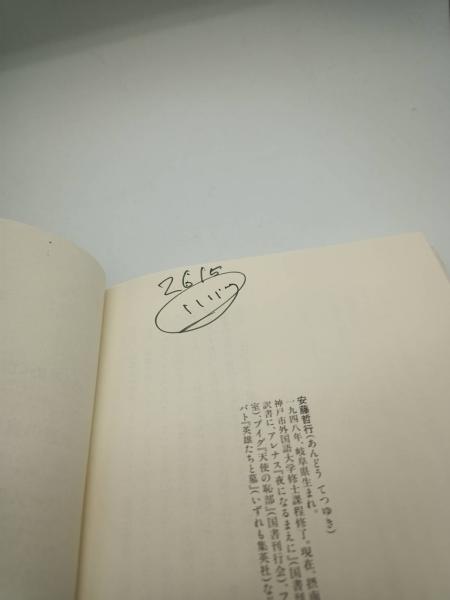 2615
安藤哲行(あんどう てつゆき)
一九四八年、岐阜県生まれ。
神戸市外国語大学修士課程修了。現在、摂南
訳書に、アレナス『夜になるまえに』(国書刊
室)、プイグ『天使の恥部』(国書刊行会)、フ
バト『英雄たちと墓』(いずれも集英社)な